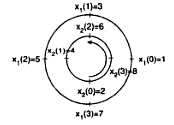 x₁(1)=3
x₂(2)=6
x₁(2)=5
x₂(1)=4
x₁(0)=1
x₂(3)=8
x₂(0)=2
x₁(3)=7